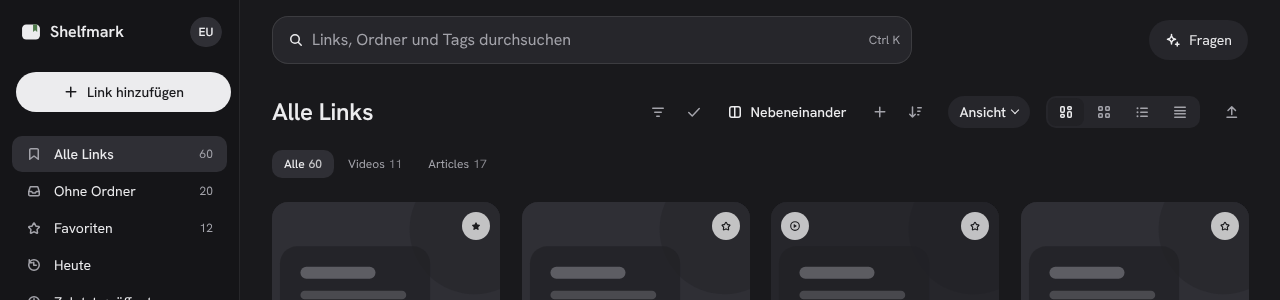 Shelfmark
EU
Link hinzufügen
Alle Links 60
Ohne Ordner 20
Favoriten 12
Heute
Links, Ordner und Tags durchsuchen
Ctrl K
Fragen
Alle Links
Nebeneinander
Ansicht
Alle 60
Videos 11
Articles 17